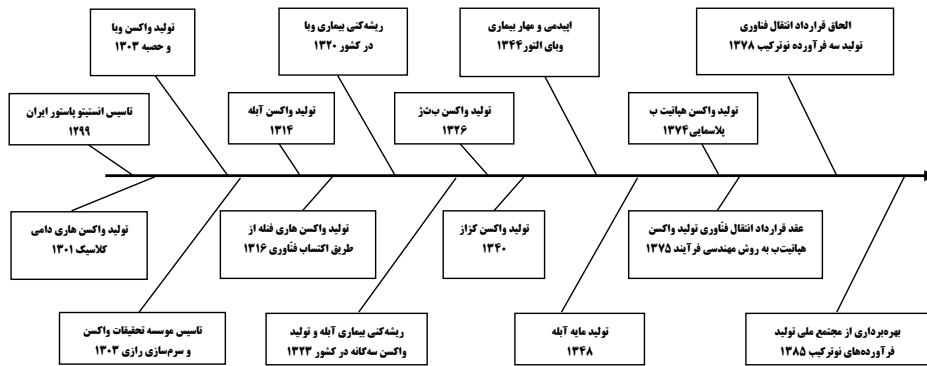 تولید واکسن وبا
و حصبه ۱۳۰۳
ریشه‌کنی بیماری وبا
در کشور ۱۳۲۰
اپیدمی و مهار بیماری
وبای التور ۱۳۴۴
الحاق قرارداد انتقال فناوری
تولید سه فرآورده نوترکیب ۱۳۷۸
تاسیس انستیتو پاستور ایران
۱۲۹۹
تولید واکسن آبله
۱۳۱۴
تولید واکسن ب‌ث‌ژ
۱۳۲۶
تولید واکسن هپاتیت ب
پلاسمایی ۱۳۷۴
تولید واکسن هاری دامی
کلاسیک ۱۳۰۱
تولید واکسن هاری فنله از
طریق اکتساب فنّاوری ۱۳۱۶
تولید واکسن کزاز
۱۳۴۰
عقد قرارداد انتقال فنّاوری تولید واکسن
هپاتیت‌ب به روش مهندسی فرآیند ۱۳۷۵
تاسیس موسسه تحقیقات واکسن
و سرم‌سازی رازی ۱۳۰۳
ریشه‌کنی بیماری آبله و تولید
واکسن سه‌گانه در کشور ۱۳۲۳
تولید مایه آبله
۱۳۴۸
بهره‌برداری از مجتمع ملی تولید
فرآورده‌های نوترکیب ۱۳۸۵